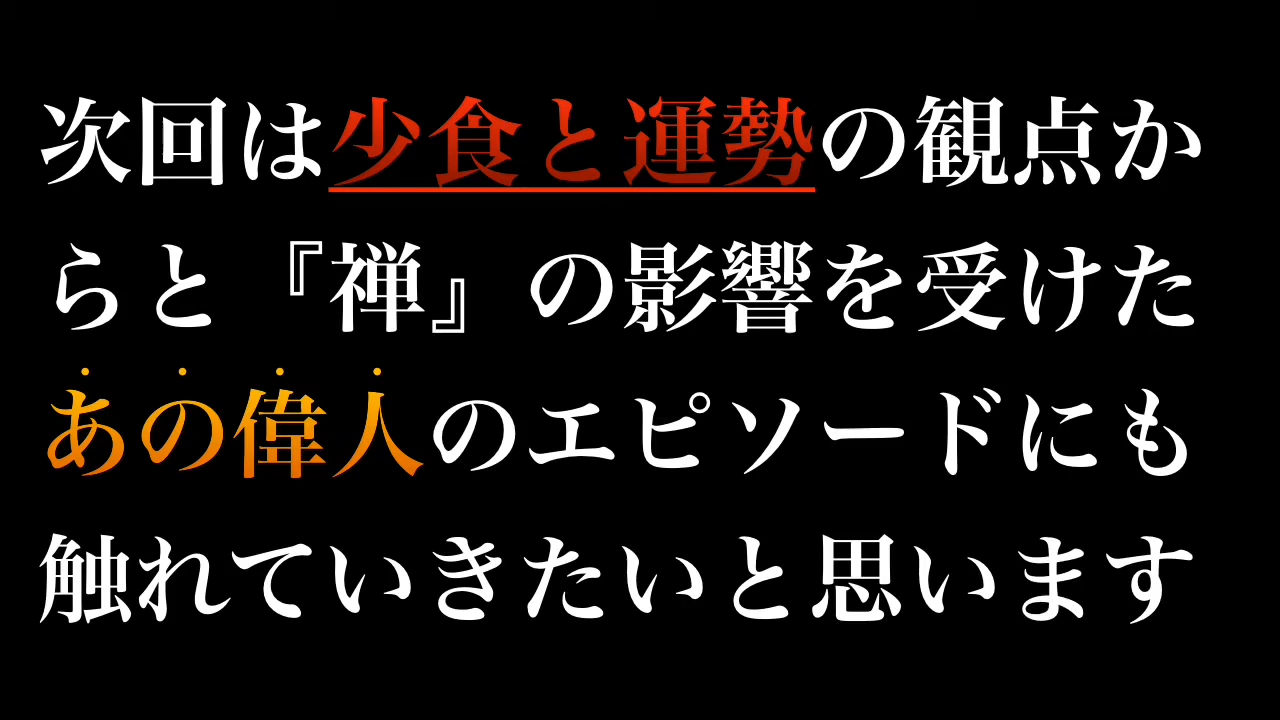 次回は少食と運勢の観点か
らと『禅』の影響を受けた
あの偉人のエピソードにも
触れていきたいと思います